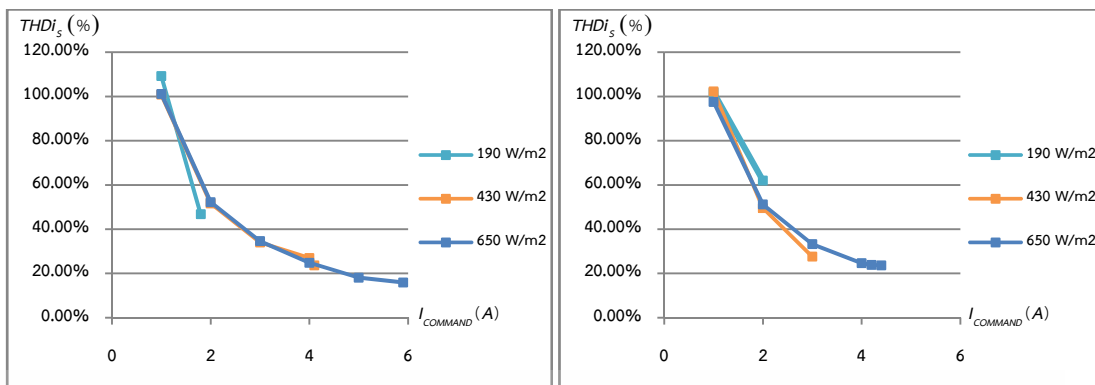 THDi_S (%)
120.00%
100.00%
80.00%
60.00%
40.00%
20.00%
0.00%
0 2 4 6
I_COMMAND (A)
190 W/m2
430 W/m2
650 W/m2
THDi_S (%)
120.00%
100.00%
80.00%
60.00%
40.00%
20.00%
0.00%
0 2 4 6
I_COMMAND (A)
190 W/m2
430 W/m2
650 W/m2